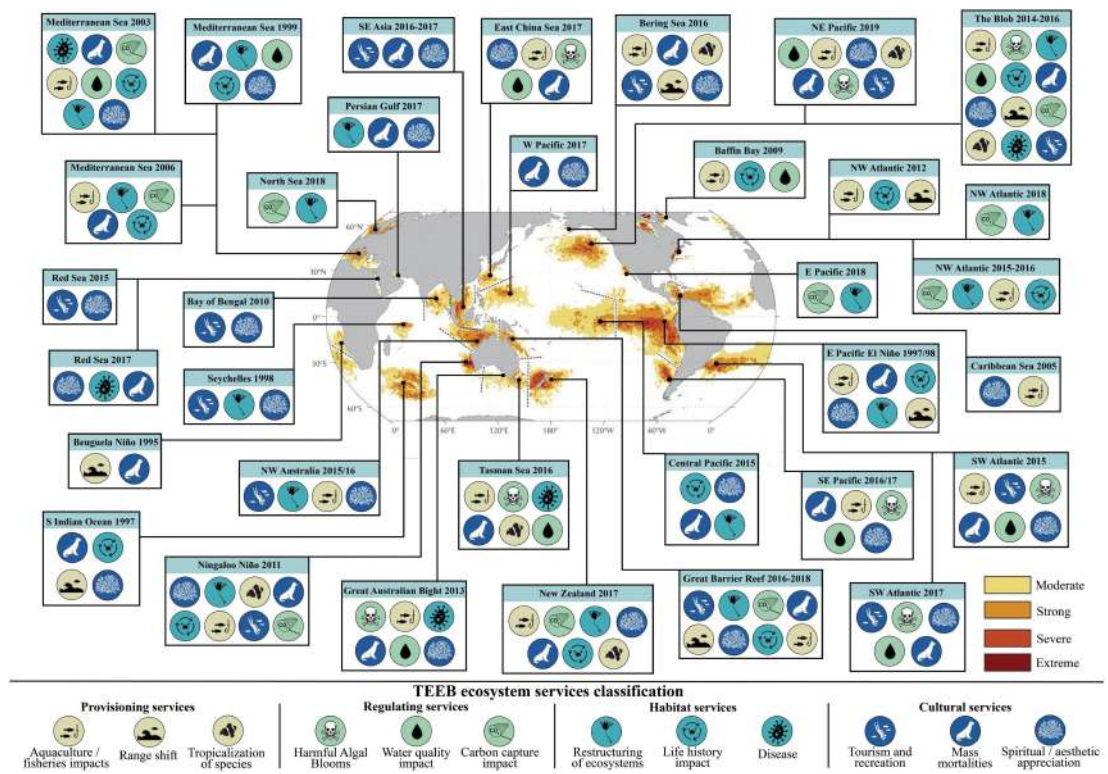 Mediterranean Sea 2003
Mediterranean Sea 1999
SE Asia 2016-2017
East China Sea 2017
Bering Sea 2016
NE Pacific 2019
The Blob 2014-2016
Persian Gulf 2017
W Pacific 2017
Baffin Bay 2009
NW Atlantic 2012
Mediterranean Sea 2006
North Sea 2018
NW Atlantic 2018
Red Sea 2015
Bay of Bengal 2010
E Pacific 2018
NW Atlantic 2015-2016
Red Sea 2017
Seychelles 1998
E Pacific El Niño 1997/98
Caribbean Sea 2005
60°N
30°N
0°
30°S
60°S
0°
60°E
120°E
180°
120°W
60°W
0°
Beuguela Niño 1995
NW Australia 2015/16
Tasman Sea 2016
Central Pacific 2015
SE Pacific 2016/17
SW Atlantic 2015
S Indian Ocean 1997
Ningaloo Niño 2011
Great Australian Bight 2013
New Zealand 2017
Great Barrier Reef 2016-2018
SW Atlantic 2017
Moderate
Strong
Severe
Extreme
TEEB ecosystem services classification
Provisioning services
Regulating services
Habitat services
Cultural services
Aquaculture /
fisheries impacts
Range shift
Tropicalization
of species
Harmful Algal
Blooms
Water quality
impact
Carbon capture
impact
Restructuring
of ecosystems
Life history
impact
Disease
Tourism and
recreation
Mass
mortalities
Spiritual / aesthetic
appreciation